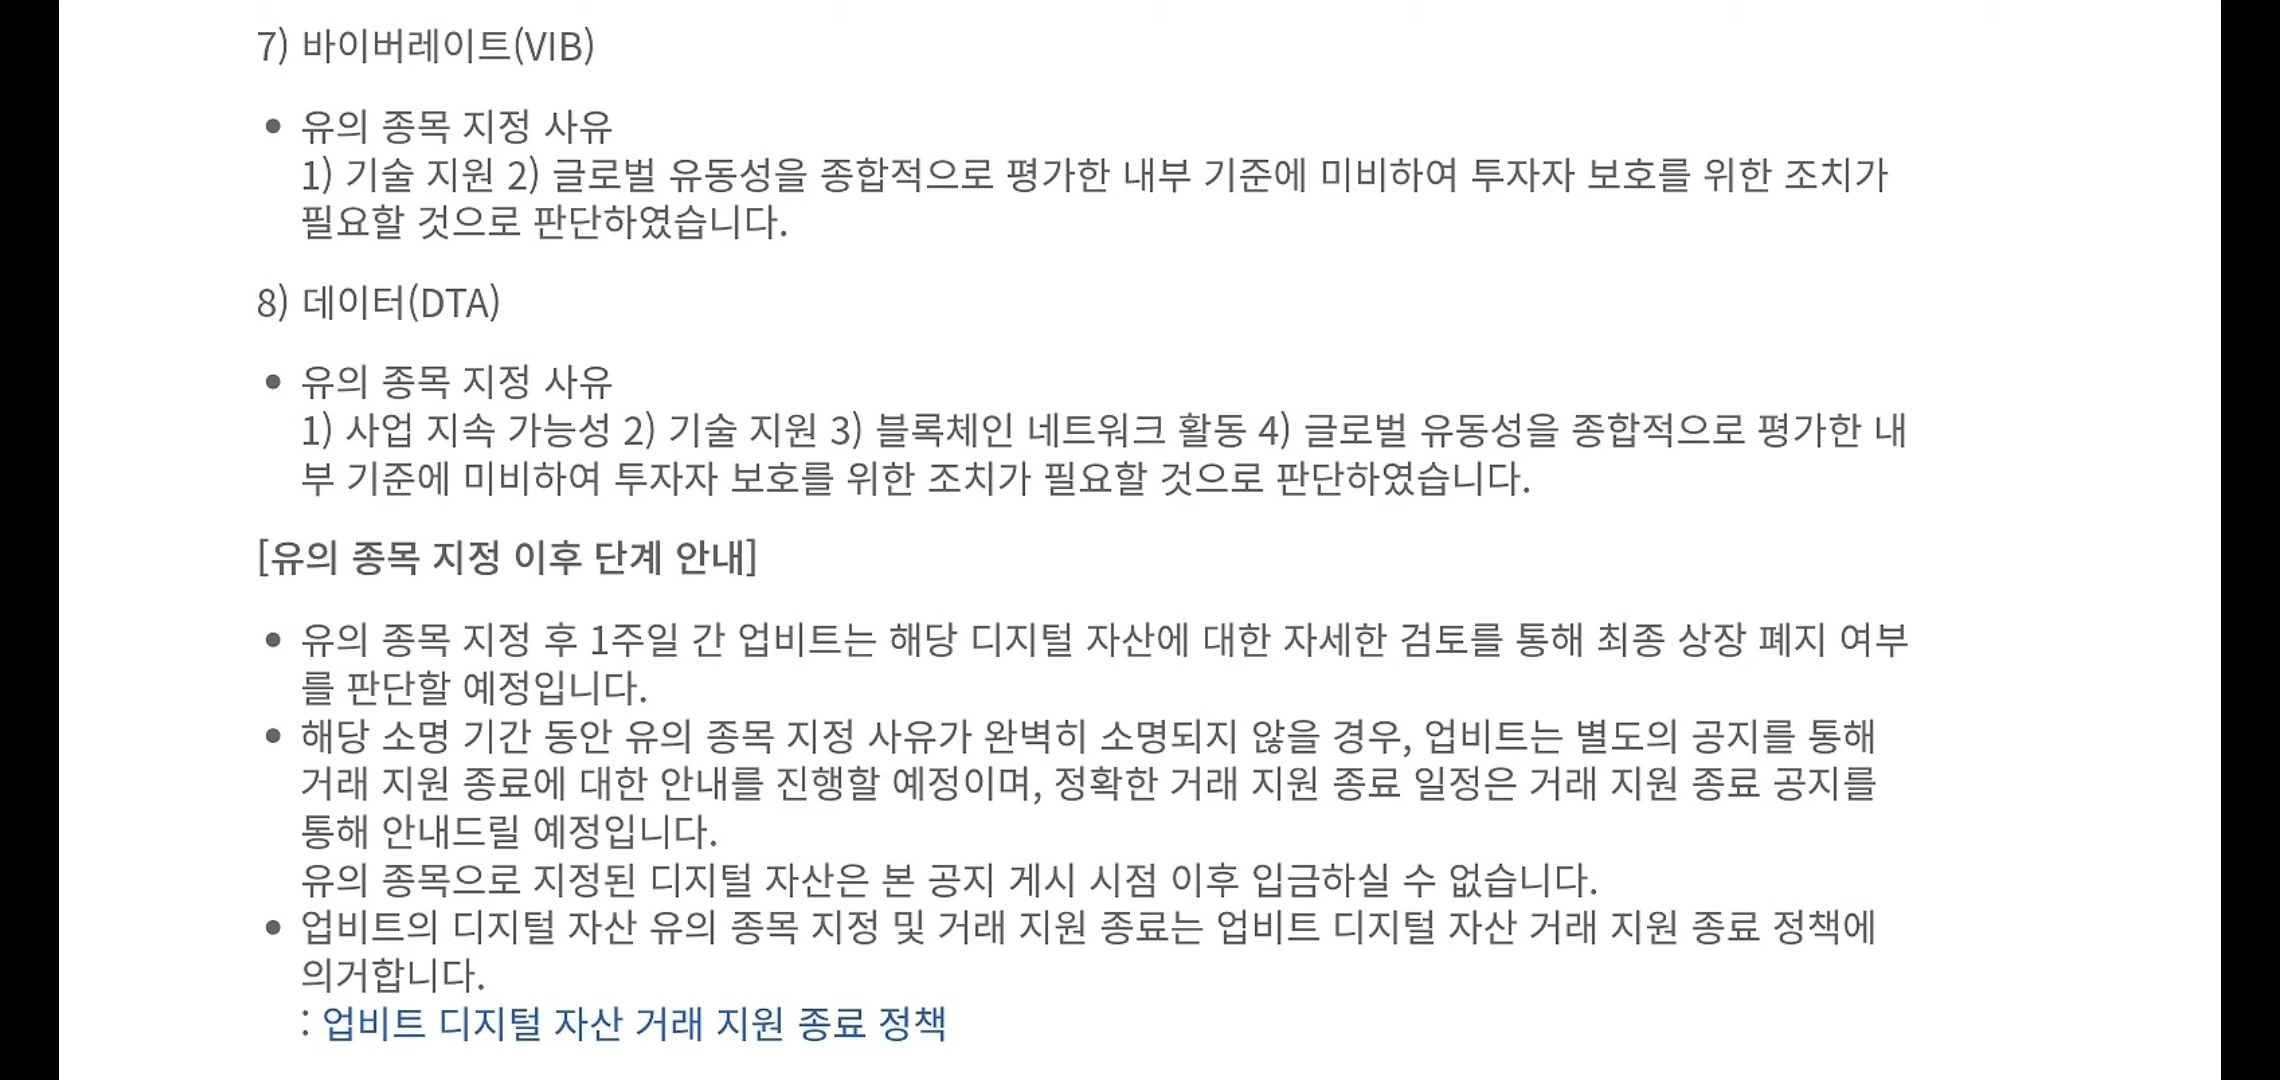 7) 바이버레이트(VIB)
• 유의 종목 지정 사유
1) 기술 지원 2) 글로벌 유동성을 종합적으로 평가한 내부 기준에 미비하여 투자자 보호를 위한 조치가
필요할 것으로 판단하였습니다.
8) 데이터(DTA)
• 유의 종목 지정 사유
1) 사업 지속 가능성 2) 기술 지원 3) 블록체인 네트워크 활동 4) 글로벌 유동성을 종합적으로 평가한 내
부 기준에 미비하여 투자자 보호를 위한 조치가 필요할 것으로 판단하였습니다.
[유의 종목 지정 이후 단계 안내]
• 유의 종목 지정 후 1주일 간 업비트는 해당 디지털 자산에 대한 자세한 검토를 통해 최종 상장 폐지 여부
를 판단할 예정입니다.
• 해당 소명 기간 동안 유의 종목 지정 사유가 완벽히 소명되지 않을 경우, 업비트는 별도의 공지를 통해
거래 지원 종료에 대한 안내를 진행할 예정이며, 정확한 거래 지원 종료 일정은 거래 지원 종료 공지를
통해 안내드릴 예정입니다.
유의 종목으로 지정된 디지털 자산은 본 공지 게시 시점 이후 입금하실 수 없습니다.
• 업비트의 디지털 자산 유의 종목 지정 및 거래 지원 종료는 업비트 디지털 자산 거래 지원 종료 정책에
의거합니다.
: 업비트 디지털 자산 거래 지원 종료 정책